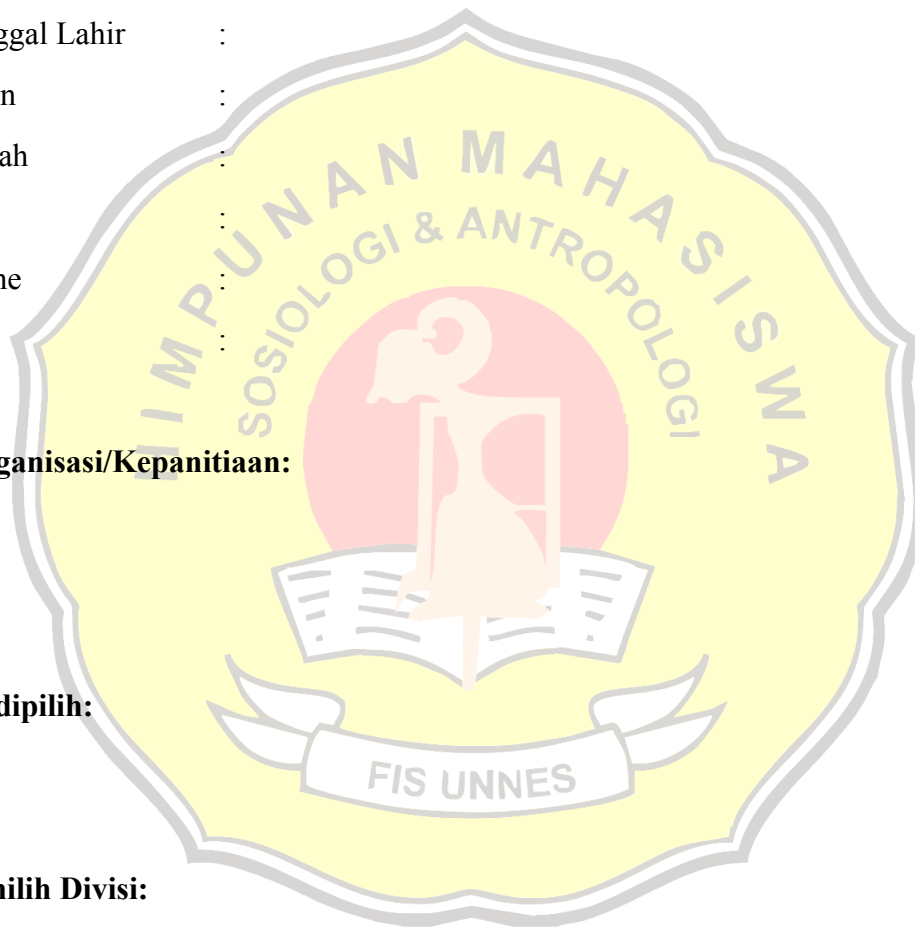 ggal Lahir :
n :
ah :
:
ne :
:
ganisasi/Kepanitiaan:
dipilih:
nilih Divisi:
HIMPUNAN MAHASISWA
SOSIOLOGI & ANTROPOLOGI
FIS UNNES